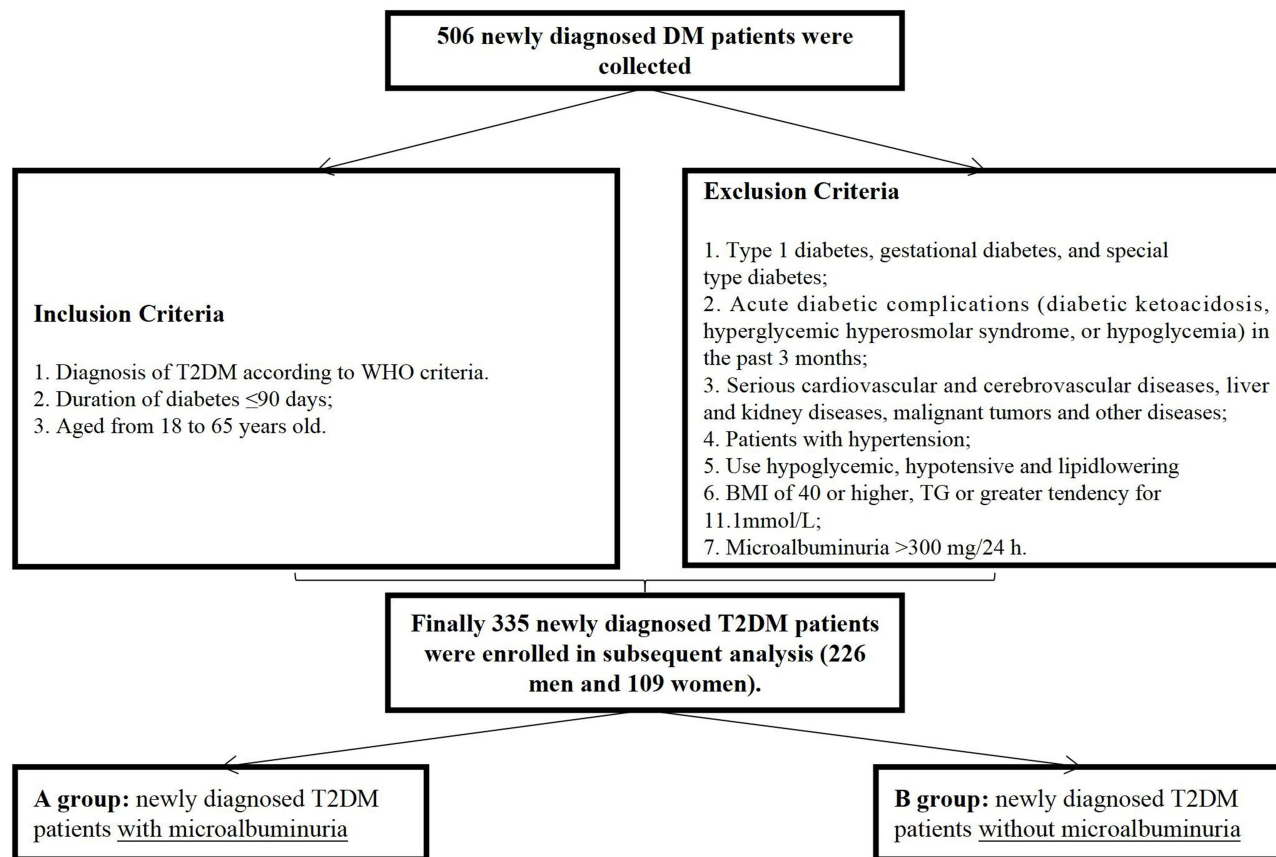 506 newly diagnosed DM patients were
collected
Inclusion Criteria
1. Diagnosis of T2DM according to WHO criteria.
2. Duration of diabetes ≤90 days;
3. Aged from 18 to 65 years old.
Exclusion Criteria
1. Type 1 diabetes, gestational diabetes, and special
type diabetes;
2. Acute diabetic complications (diabetic ketoacidosis,
hyperglycemic hyperosmolar syndrome, or hypoglycemia) in
the past 3 months;
3. Serious cardiovascular and cerebrovascular diseases, liver
and kidney diseases, malignant tumors and other diseases;
4. Patients with hypertension;
5. Use hypoglycemic, hypotensive and lipidlowering
6. BMI of 40 or higher, TG or greater tendency for
11.1mmol/L;
7. Microalbuminuria >300 mg/24 h.
Finally 335 newly diagnosed T2DM patients
were enrolled in subsequent analysis (226
men and 109 women).
A group: newly diagnosed T2DM
patients with microalbuminuria
B group: newly diagnosed T2DM
patients without microalbuminuria